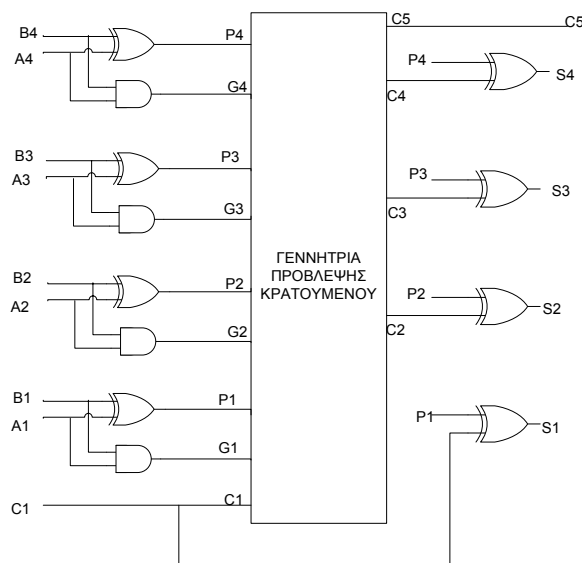 B4
A4
P4
G4
B3
A3
P3
G3
B2
A2
P2
G2
B1
A1
P1
G1
C1
C1
ΓΕΝΝΗΤΡΙΑ
ΠΡΟΒΛΕΨΗΣ
ΚΡΑΤΟΥΜΕΝΟΥ
C5
C5
P4
C4
S4
P3
C3
S3
P2
C2
S2
P1
S1